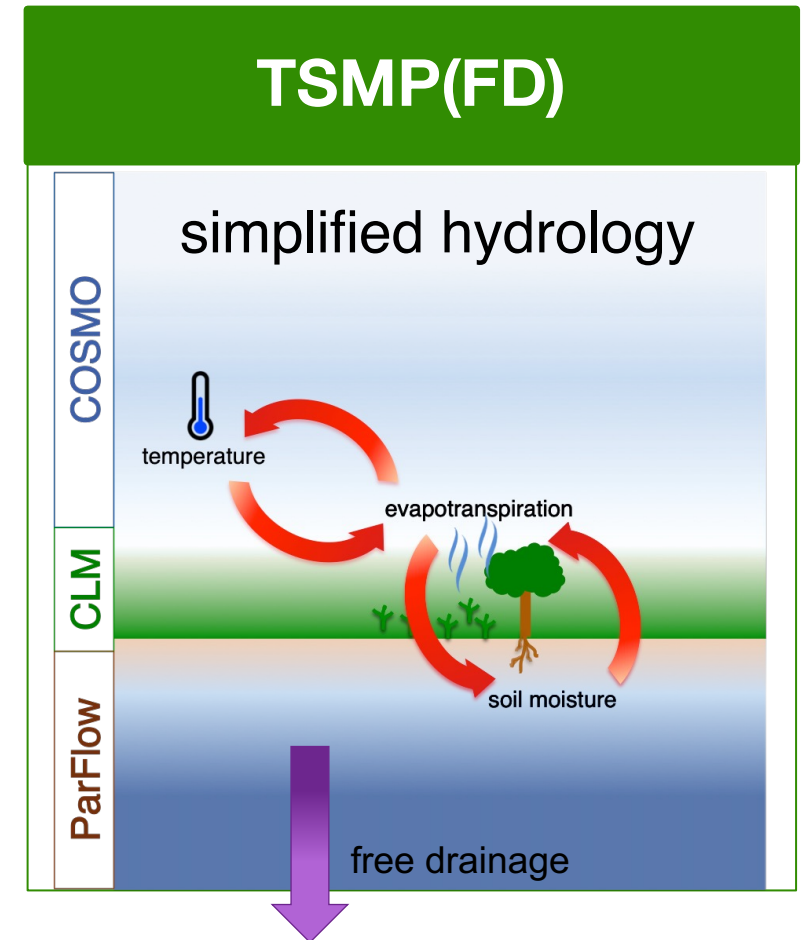 TSMP(FD)
simplified hydrology
COSMO
temperature
evapotranspiration
CLM
soil moisture
ParFlow
free drainage